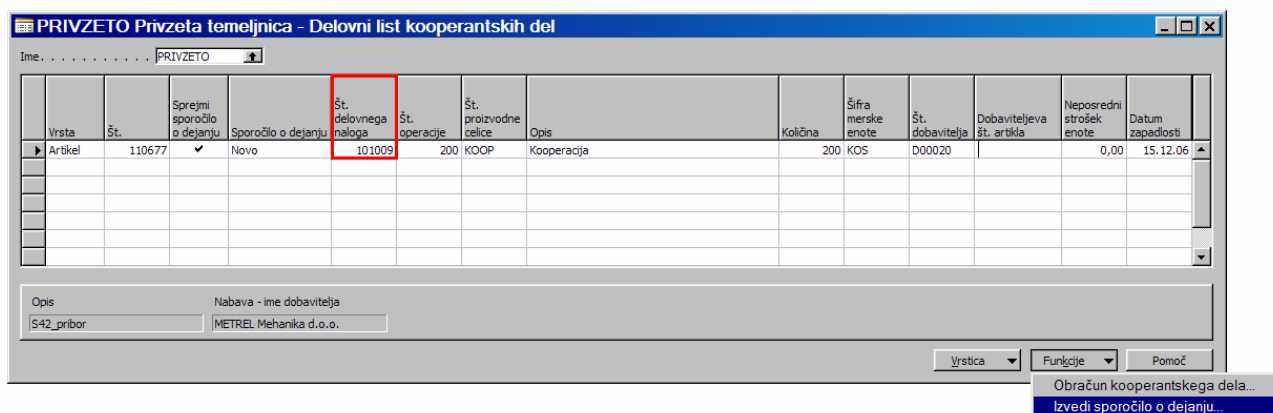 PRIVZETO Privzeta temeljnica - Delovni list kooperantskih del
Ime. . . . . . . . . . . PRIVZETO
Vrsta Št. Sprejmi sporočilo o dejanju Sporočilo o dejanju Št. delovnega naloga Št. operacije Št. proizvodne celice Opis Količina Šifra merske enote Št. dobavitelja Dobaviteljeva št. artikla Neposredni strošek enote Datum zapadlosti
Artikel 110677 ✔ Novo 101009 200 KOOP Kooperacija 200 KOS D00020 0,00 15.12.06
Opis Nabava - ime dobavitelja
S42_pribor METREL Mehanika d.o.o.
Vrstica Funkcije Pomoč
Obračun kooperantskega dela...
Izvedi sporočilo o dejanju...